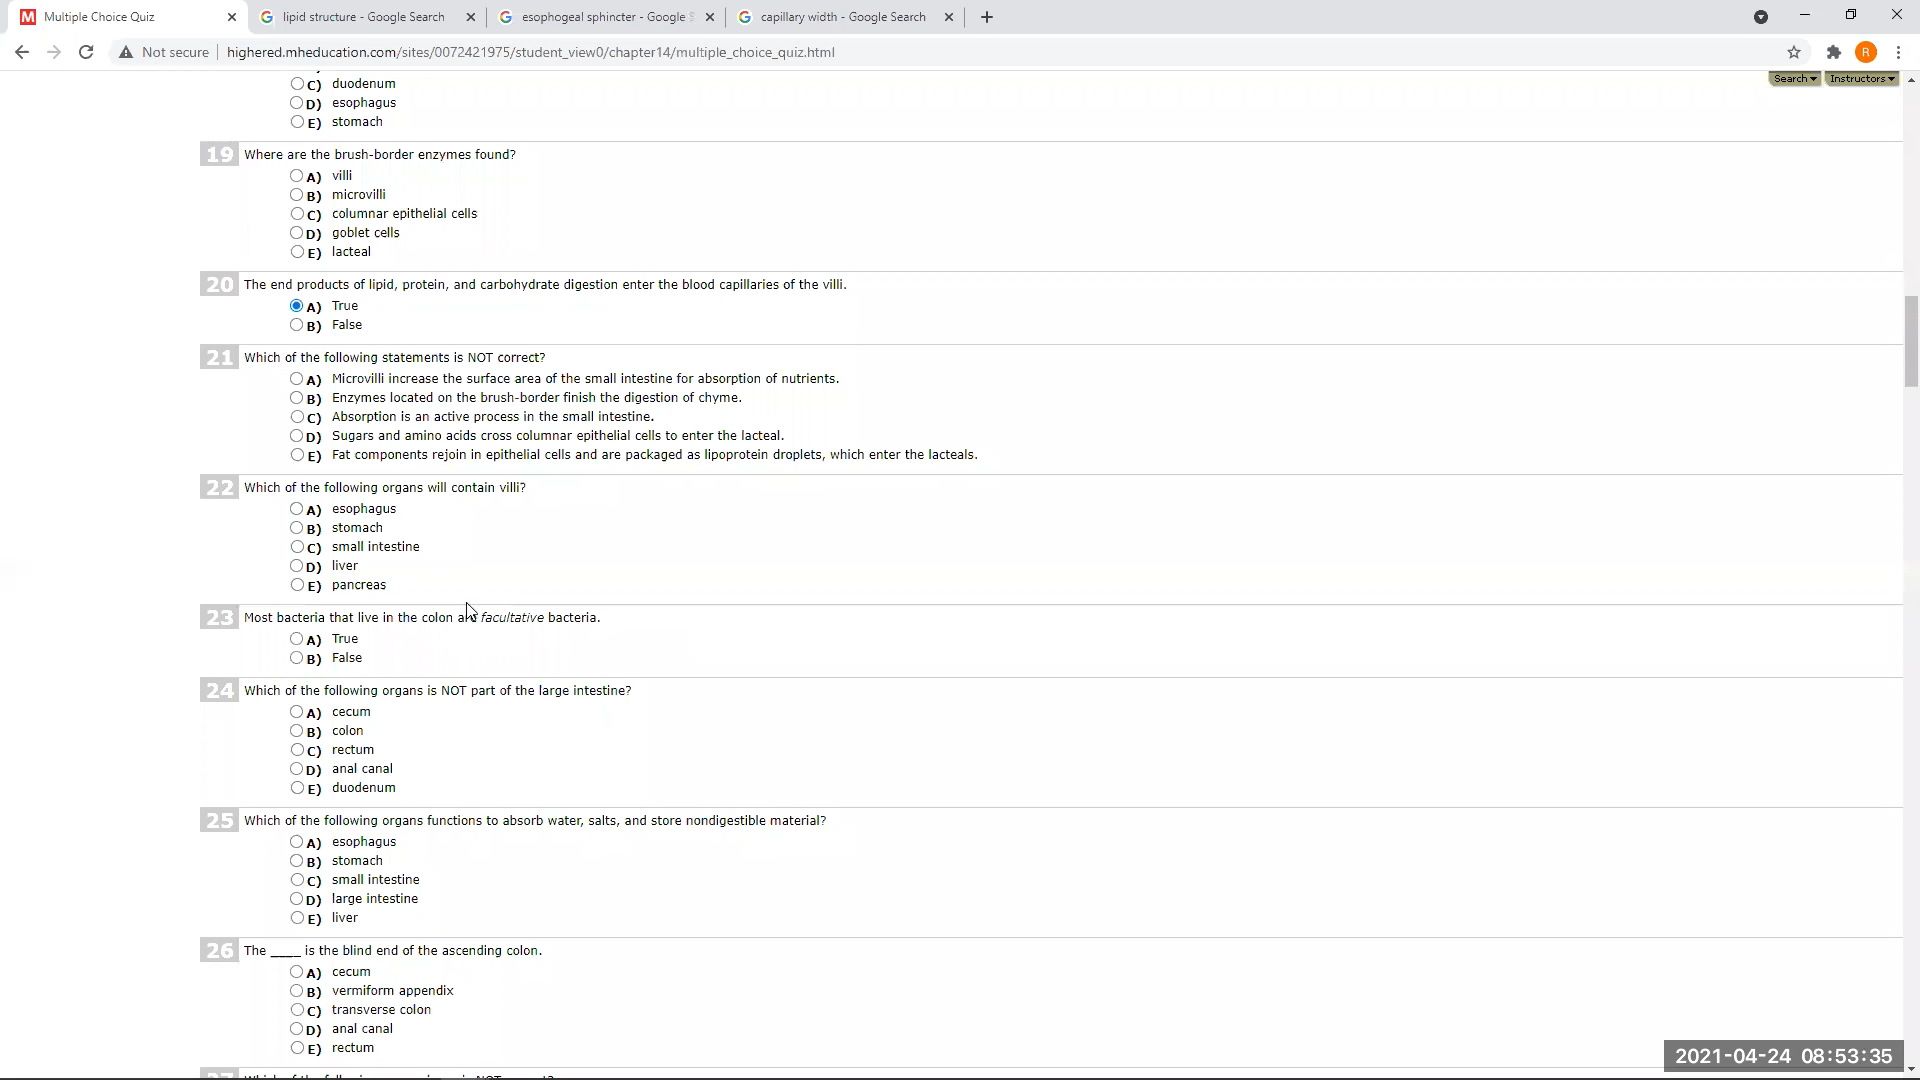 Multiple Choice Quiz
lipid structure - Google Search
esophogeal sphincter - Google S
capillary width - Google Search
Not secure
highered.mheducation.com/sites/0072421975/student_view0/chapter14/multiple_choice_quiz.html
R
Search
Instructors
C) duodenum
D) esophagus
E) stomach
19 Where are the brush-border enzymes found?
A) villi
B) microvilli
C) columnar epithelial cells
D) goblet cells
E) lacteal
20 The end products of lipid, protein, and carbohydrate digestion enter the blood capillaries of the villi.
A) True
B) False
21 Which of the following statements is NOT correct?
A) Microvilli increase the surface area of the small intestine for absorption of nutrients.
B) Enzymes located on the brush-border finish the digestion of chyme.
C) Absorption is an active process in the small intestine.
D) Sugars and amino acids cross columnar epithelial cells to enter the lacteal.
E) Fat components rejoin in epithelial cells and are packaged as lipoprotein droplets, which enter the lacteals.
22 Which of the following organs will contain villi?
A) esophagus
B) stomach
C) small intestine
D) liver
E) pancreas
23 Most bacteria that live in the colon are facultative bacteria.
A) True
B) False
24 Which of the following organs is NOT part of the large intestine?
A) cecum
B) colon
C) rectum
D) anal canal
E) duodenum
25 Which of the following organs functions to absorb water, salts, and store nondigestible material?
A) esophagus
B) stomach
C) small intestine
D) large intestine
E) liver
26 The ____ is the blind end of the ascending colon.
A) cecum
B) vermiform appendix
C) transverse colon
D) anal canal
E) rectum
2021-04-24 08:53:35